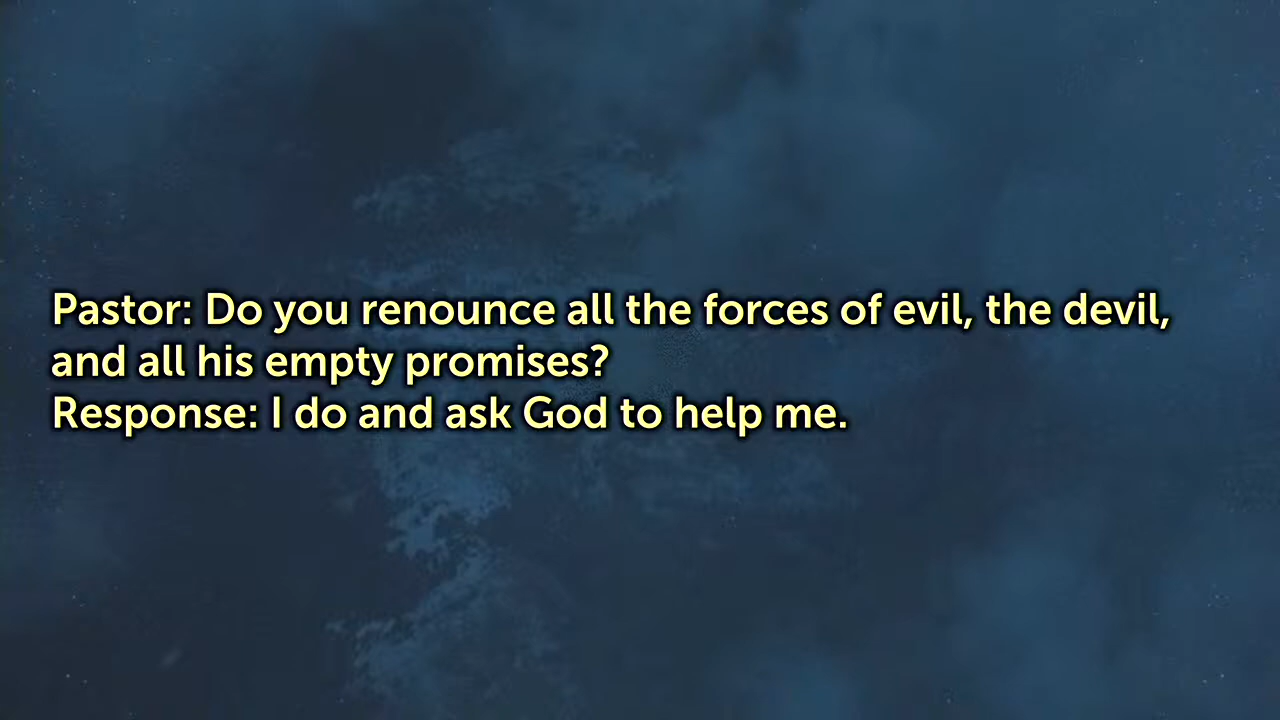 Pastor: Do you renounce all the forces of evil, the devil,
and all his empty promises?
Response: I do and ask God to help me.